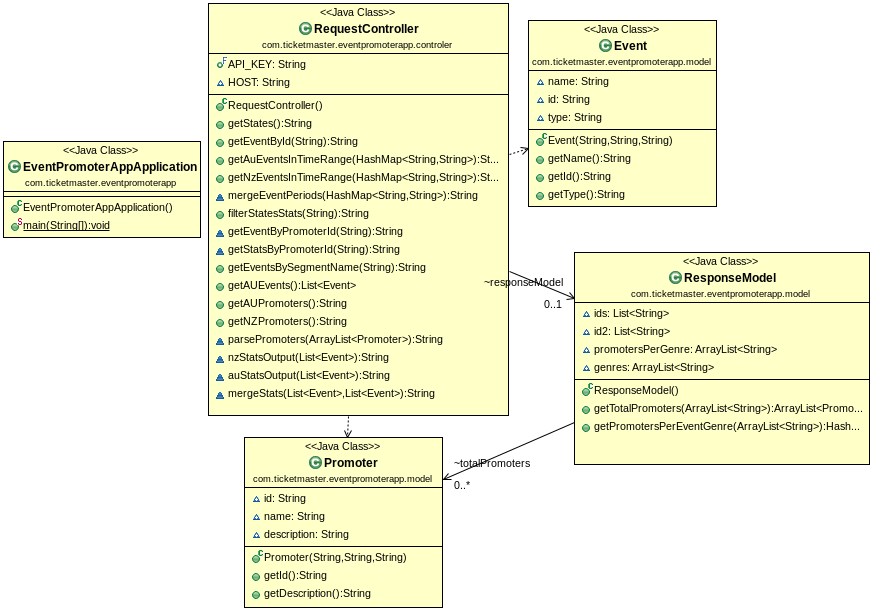 <<Java Class>>
EventPromoterAppApplication
com.ticketmaster.eventpromoterapp
EventPromoterAppApplication()
main(String[]):void
<<Java Class>>
RequestController
com.ticketmaster.eventpromoterapp.controler
API_KEY: String
HOST: String
RequestController()
getStates():String
getEventById(String):String
getAuEventsInTimeRange(HashMap<String,String>):St...
getNzEventsInTimeRange(HashMap<String,String>):St...
mergeEventPeriods(HashMap<String,String>):String
filterStatesStats(String):String
getEventByPromoterId(String):String
getStatsByPromoterId(String):String
getEventsBySegmentName(String):String
getAUEvents():List<Event>
getAUPromoters():String
getNZPromoters():String
parsePromoters(ArrayList<Promoter>):String
nzStatsOutput(List<Event>):String
auStatsOutput(List<Event>):String
mergeStats(List<Event>,List<Event>):String
<<Java Class>>
Event
com.ticketmaster.eventpromoterapp.model
name: String
id: String
type: String
Event(String,String,String)
getName():String
getId():String
getType():String
~responseModel
0..1
<<Java Class>>
ResponseModel
com.ticketmaster.eventpromoterapp.model
ids: List<String>
id2: List<String>
promotersPerGenre: ArrayList<String>
genres: ArrayList<String>
ResponseModel()
getTotalPromoters(ArrayList<String>):ArrayList<Promo...
getPromotersPerEventGenre(ArrayList<String>):Hash...
~totalPromoters
0..*
<<Java Class>>
Promoter
com.ticketmaster.eventpromoterapp.model
id: String
name: String
description: String
Promoter(String,String,String)
getId():String
getDescription():String